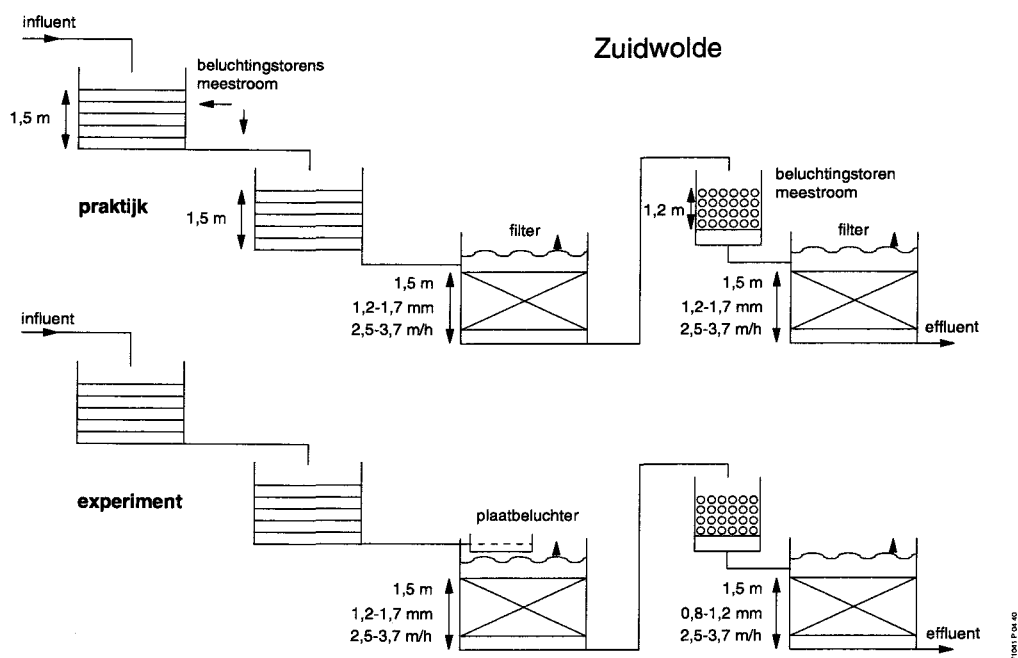 Zuidwolde
influent
beluchtingstorens
meestroom
1,5 m
praktijk
1,5 m
filter
1,5 m
1,2-1,7 mm
2,5-3,7 m/h
1,2 m
beluchtingstoren
meestroom
filter
1,5 m
1,2-1,7 mm
2,5-3,7 m/h
effluent
influent
experiment
plaatbeluchter
1,5 m
1,2-1,7 mm
2,5-3,7 m/h
1,5 m
0,8-1,2 mm
2,5-3,7 m/h
effluent